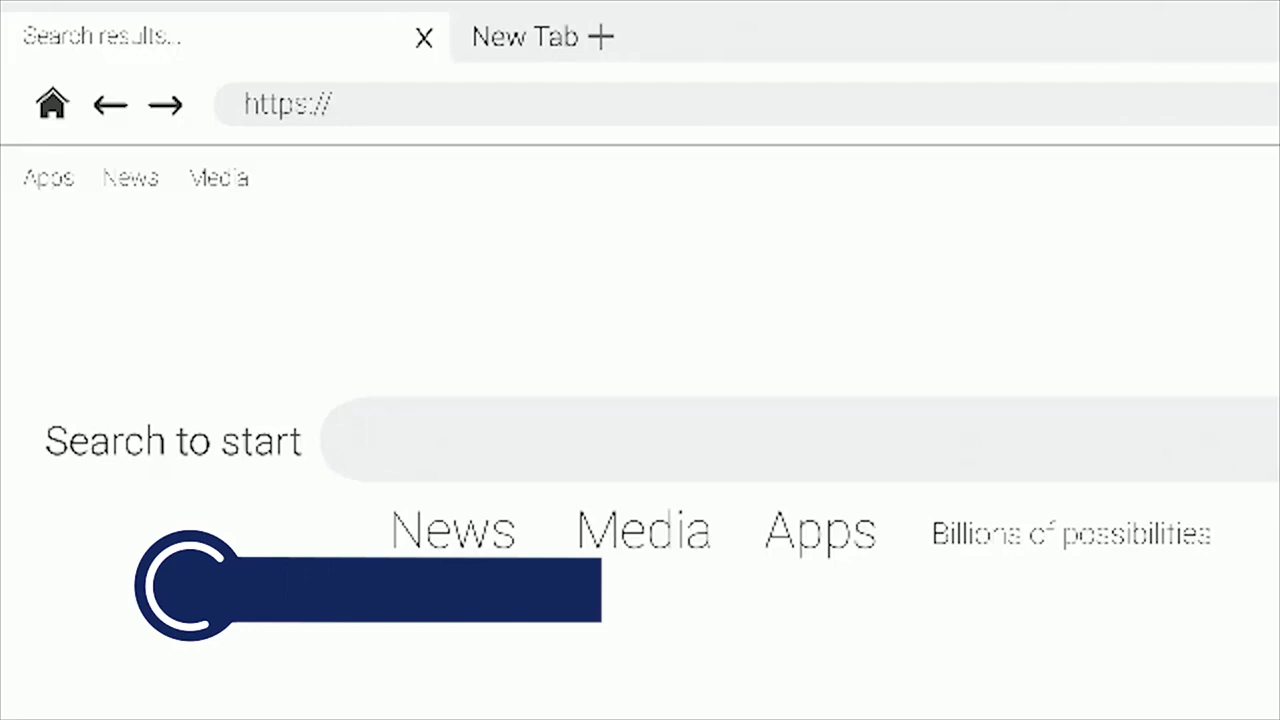 Search results... X New Tab +
https://
Apps News Media
Search to start
News Media Apps Billions of possibilities